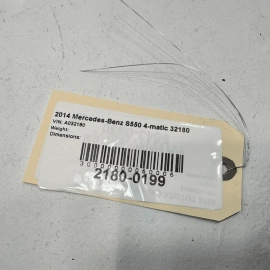 2014 Mercedes-Benz S550 4-matic 32180
VIN: A032180
Weight:
Dimensions:
2180-0199